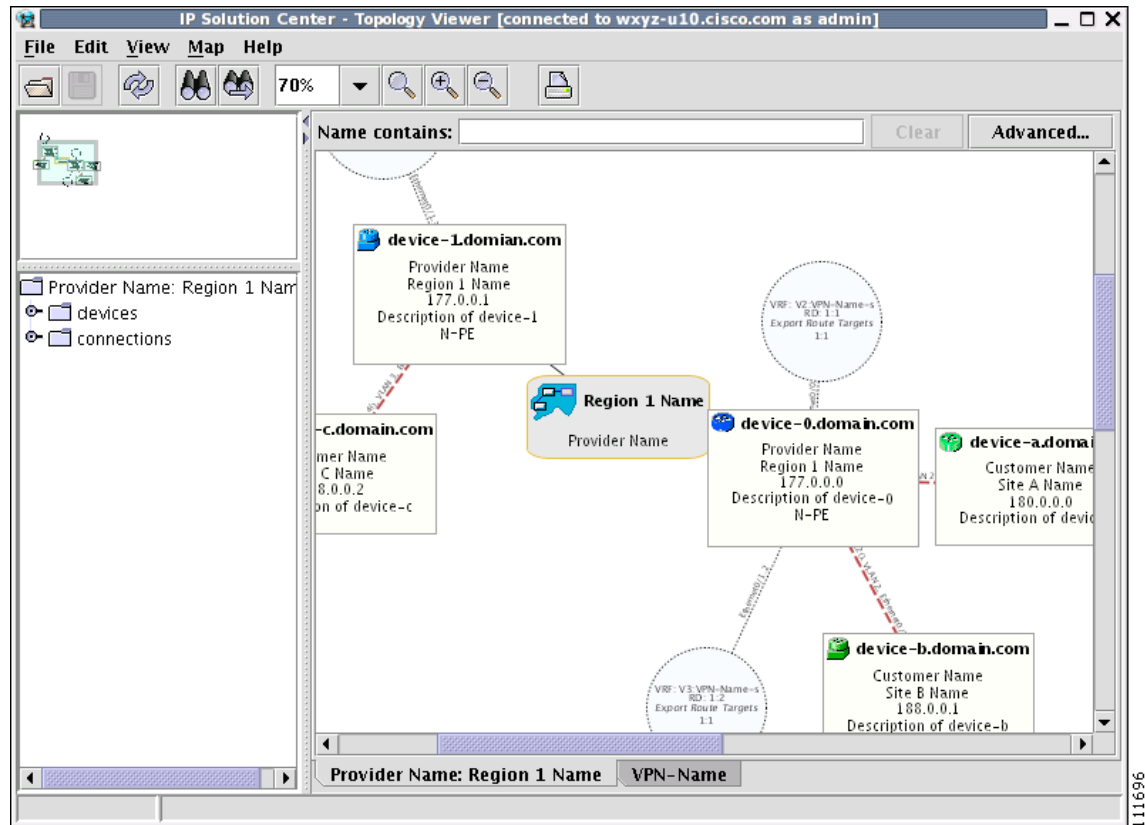 IP Solution Center - Topology Viewer [connected to wxyz-u10.cisco.com as admin]
File Edit View Map Help
70%
Name contains:
Clear
Advanced...
Provider Name: Region 1 Nam
devices
connections
device-1.domian.com
Provider Name
Region 1 Name
177.0.0.1
Description of device-1
N-PE
VRF: V2:VPN-Name-s
RD: 1:1
Export Route Targets
1:1
Region 1 Name
Provider Name
-c.domain.com
mer Name
C Name
8.0.0.2
on of device-c
device-0.domain.com
Provider Name
Region 1 Name
177.0.0.0
Description of device-0
N-PE
device-a.domai
Customer Name
Site A Name
180.0.0.0
Description of devic
Ethernet0/1.2
VRF: V3:VPN-Name-s
RD: 1:2
Export Route Targets
1:1
device-b.domain.com
Customer Name
Site B Name
188.0.0.1
Description of device-b
Provider Name: Region 1 Name
VPN-Name
111696